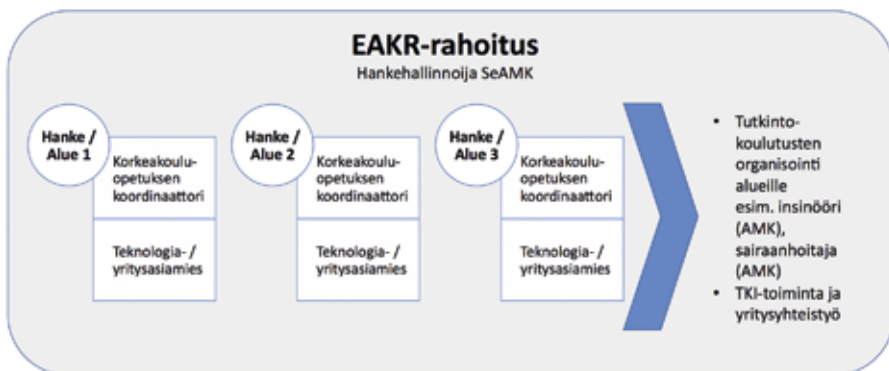 EAKR-rahoitus
Hankehallinnoija SeAMK
Hanke /
Alue 1
Korkeakoulu-
opetuksen
koordinaattori
Teknologia- /
yritysasiamies
Hanke /
Alue 2
Korkeakoulu-
opetuksen
koordinaattori
Teknologia- /
yritysasiamies
Hanke /
Alue 3
Korkeakoulu-
opetuksen
koordinaattori
Teknologia- /
yritysasiamies
• Tutkinto-
koulutusten
organisointi
alueille
esim. insinööri
(AMK),
sairaanhoitaja
(AMK)
• TKI-toiminta ja
yritysyhteistyö